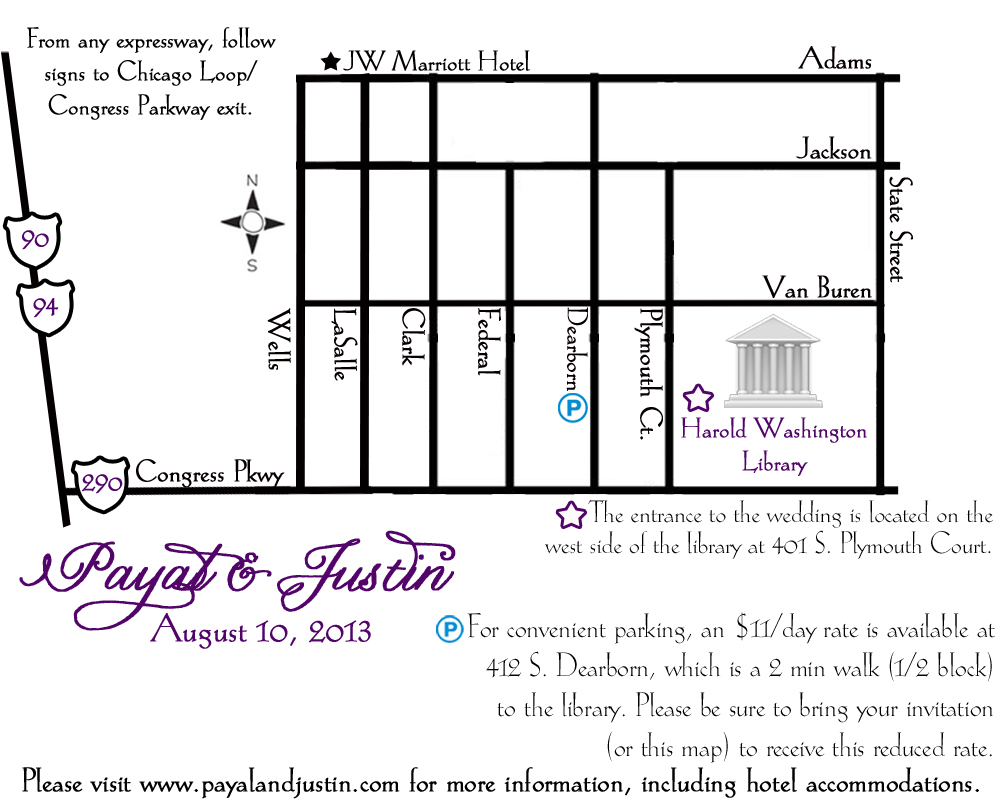 From any expressway, follow
signs to Chicago Loop/
Congress Parkway exit.
JW Marriott Hotel
Adams
Jackson
State Street
N
S
90
94
Van Buren
Wells
LaSalle
Clark
Federal
Dearborn
P
Plymouth Ct.
Harold Washington
Library
290
Congress Pkwy
The entrance to the wedding is located on the
west side of the library at 401 S. Plymouth Court.
Payal & Justin
August 10, 2013
P For convenient parking, an $11/day rate is available at
412 S. Dearborn, which is a 2 min walk (1/2 block)
to the library. Please be sure to bring your invitation
(or this map) to receive this reduced rate.
Please visit www.payalandjustin.com for more information, including hotel accommodations.